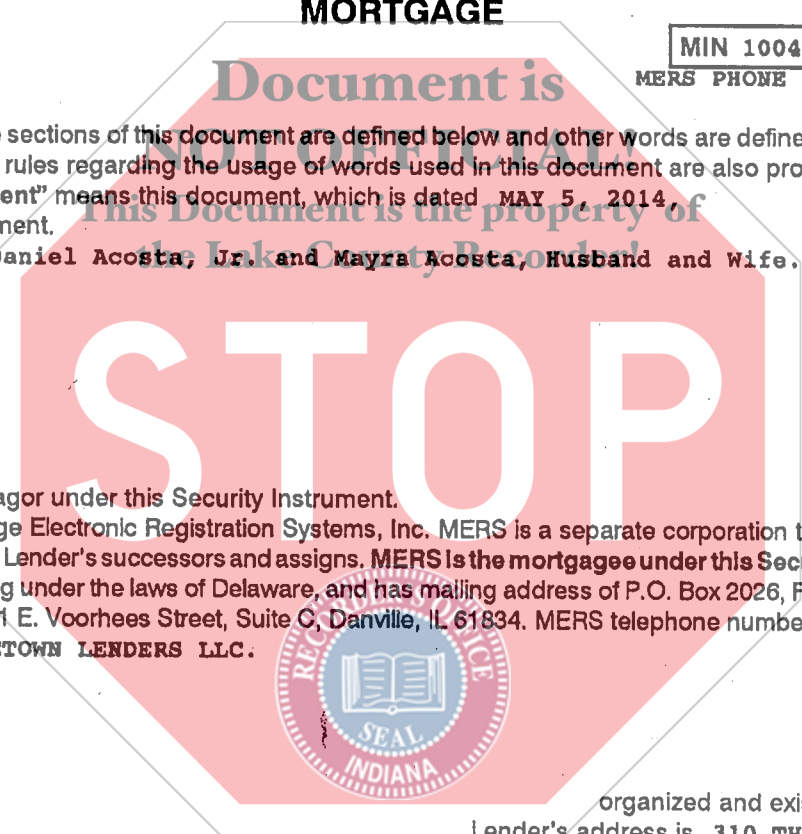 MORTGAGE
MIN 1004
MERS PHONE
Document is
sections of this document are defined below and other words are define
NOT OFFICIAL!
rules regarding the usage of words used in this document are also pro
ent" means this document, which is dated MAY 5, 2014,
This Document is the property of
ment.
the Lake County Recorder!
aniel Acosta, Jr. and Mayra Acosta, Husband and Wife.
STOP
agor under this Security Instrument.
ge Electronic Registration Systems, Inc. MERS is a separate corporation t
Lender's successors and assigns. MERS is the mortgagee under this Sec
g under the laws of Delaware, and has mailing address of P.O. Box 2026, F
1 E. Voorhees Street, Suite C, Danville, IL 61834. MERS telephone numbe
TOWN LENDERS LLC.
RECORDER'S OFFICE
SEAL
INDIANA
organized and exi
Lender's address is 310